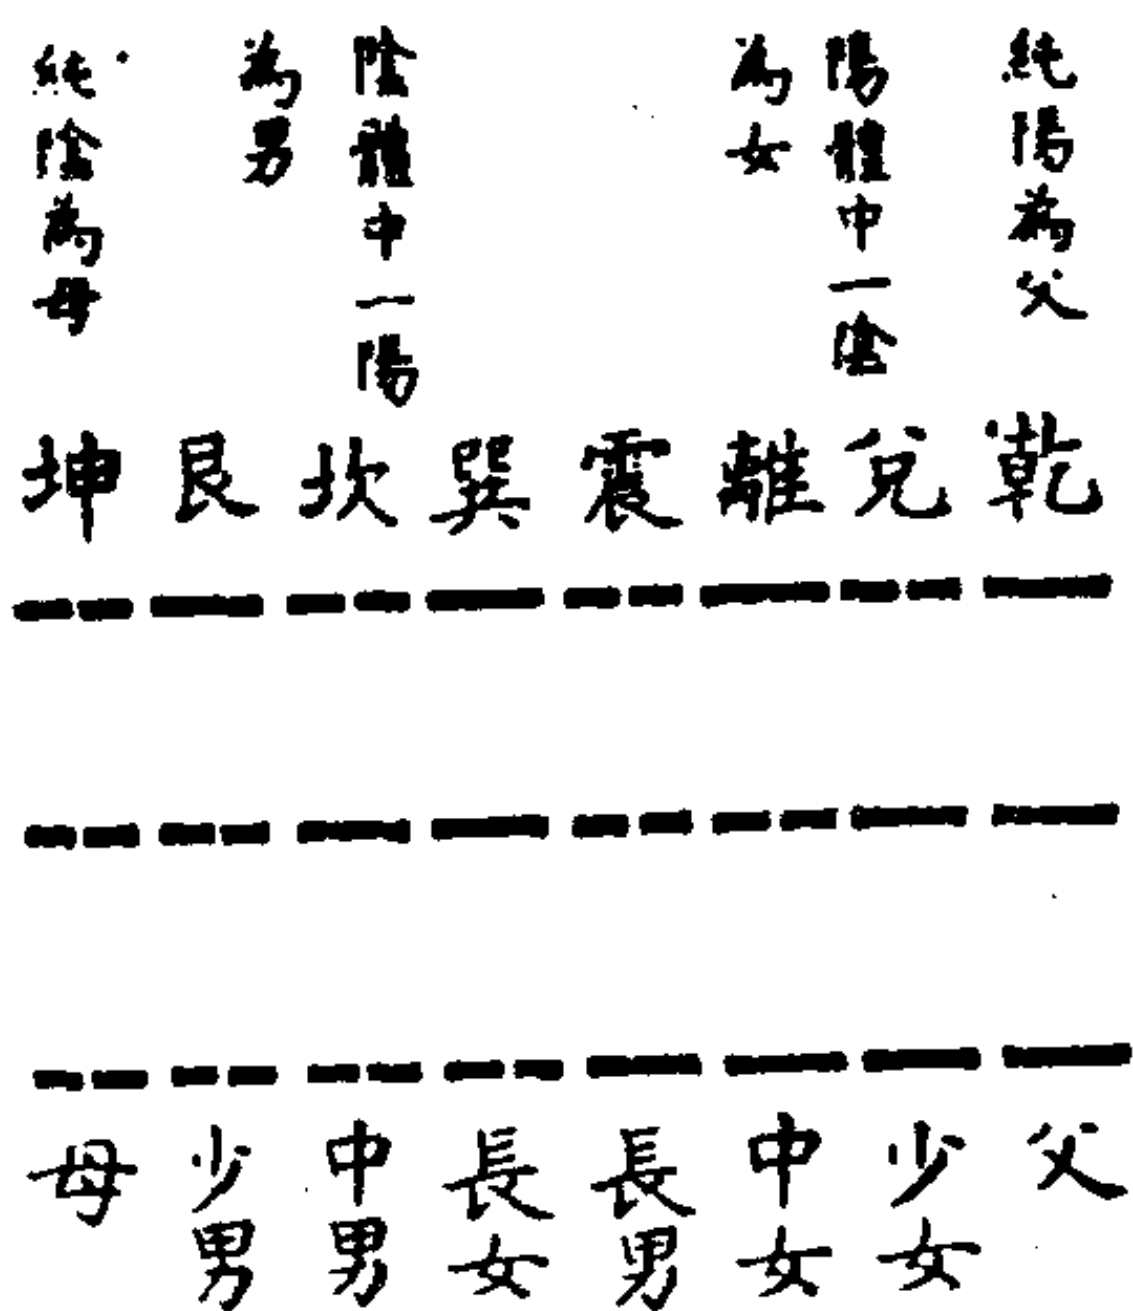 純陽為父
陽體中一陰
為女
陰體中一陽
為男
純陰為母
乾兌離震巽坎艮坤
父
少女
中女
長男
長女
中男
少男
母